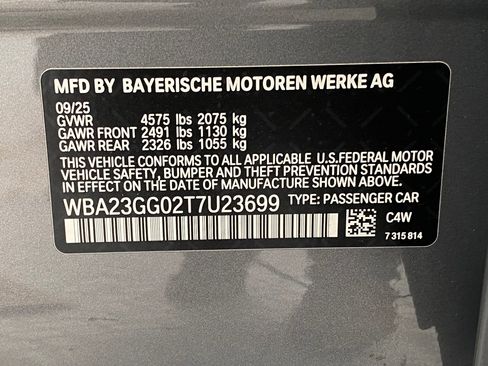 MFD BY BAYERISCHE MOTOREN WERKE AG
09/25
GVWR 4575 lbs 2075 kg
GAWR FRONT 2491 lbs 1130 kg
GAWR REAR 2326 lbs 1055 kg
THIS VEHICLE CONFORMS TO ALL APPLICABLE U.S.FEDERAL MOTOR
VEHICLE SAFETY, BUMPER AND THEFT PREVENTION STANDARDS
IN EFFECT ON THE DATE OF MANUFACTURE SHOWN ABOVE.
WBA23GG02T7U23699 TYPE: PASSENGER CAR
C4W
7 315 814